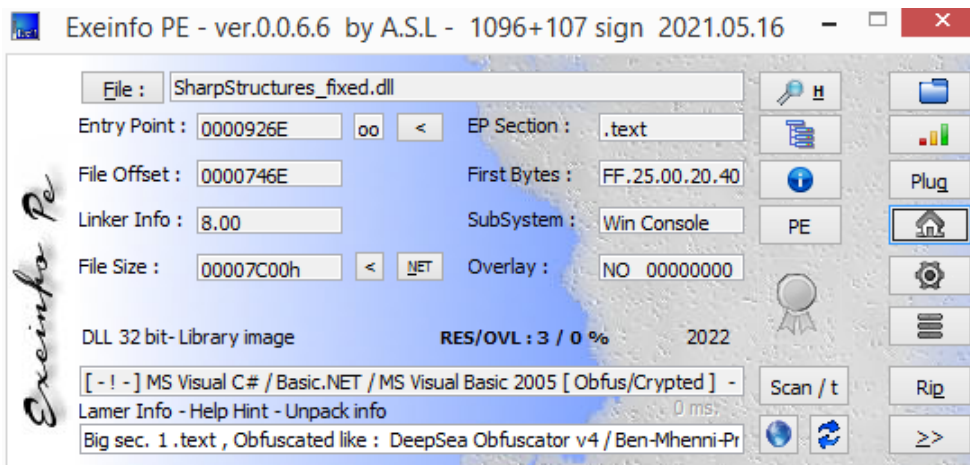 Exeinfo PE - ver.0.0.6.6 by A.S.L - 1096+107 sign 2021.05.16
File : SharpStructures_fixed.dll H
Entry Point : 0000926E oo < EP Section : .text
File Offset : 0000746E First Bytes : FF.25.00.20.40 Plug
Linker Info : 8.00 SubSystem : Win Console PE
File Size : 00007C00h < NET Overlay : NO 00000000
DLL 32 bit- Library image RES/OVL : 3 / 0 % 2022
[ - ! - ] MS Visual C# / Basic.NET / MS Visual Basic 2005 [ Obfus/Crypted ] - Scan / t Rip
Lamer Info - Help Hint - Unpack info 0 ms.
Big sec. 1 .text , Obfuscated like : DeepSea Obfuscator v4 / Ben-Mhenni-Pr >>
Exeinfo Pe